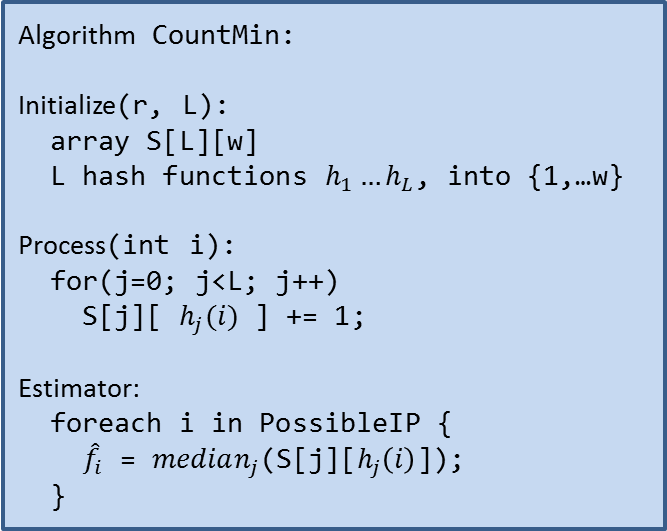 Algorithm CountMin:
Initialize(r, L):
array S[L][w]
L hash functions h₁ …h_L, into {1,…w}
Process(int i):
for(j=0; j<L; j++)
S[j][ h_j(i) ] += 1;
Estimator:
foreach i in PossibleIP {
f̂_i = median_j(S[j][h_j(i)]);
}